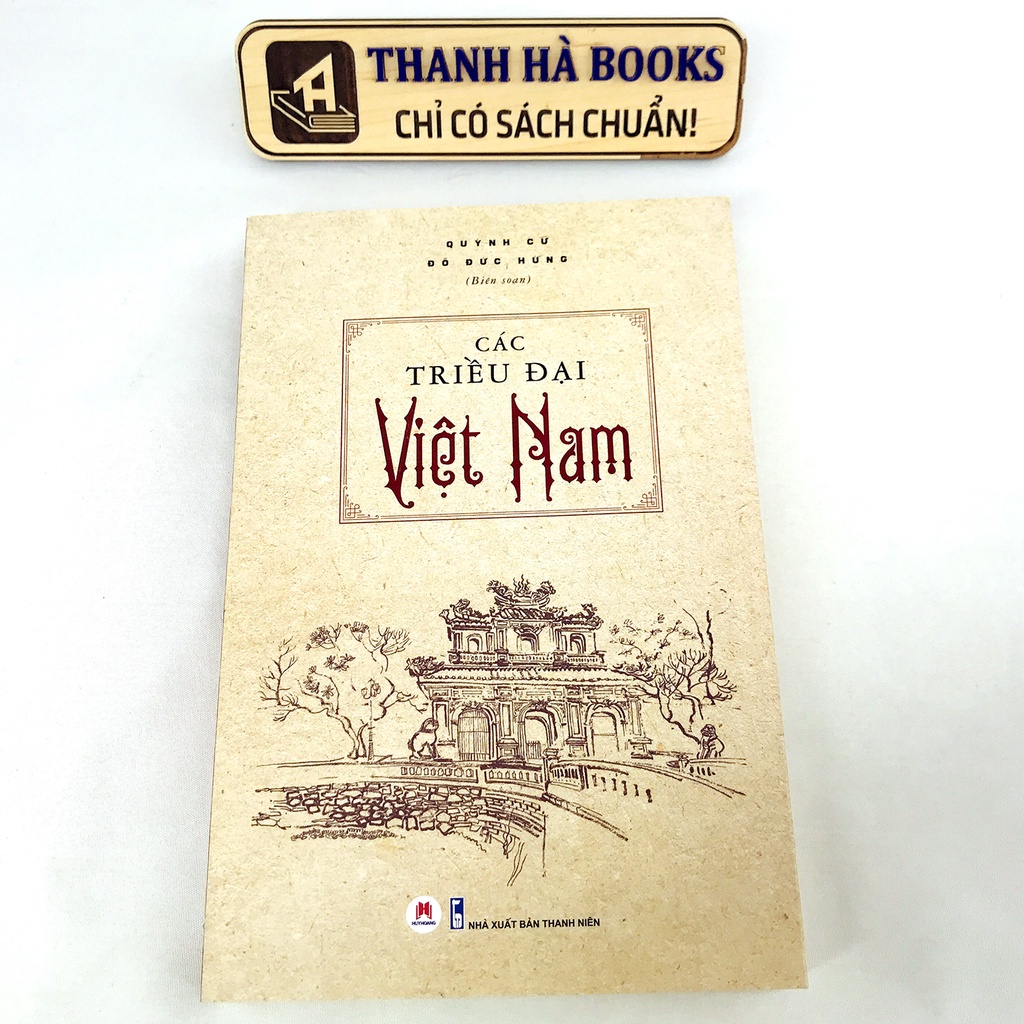 THANH HÀ BOOKS
CHỈ CÓ SÁCH CHUẨN!
QUỲNH CƯ
ĐỖ ĐỨC HÙNG
(Biên soạn)
CÁC
TRIỀU ĐẠI
Việt Nam
HUYHOANG
NHÀ XUẤT BẢN THANH NIÊN